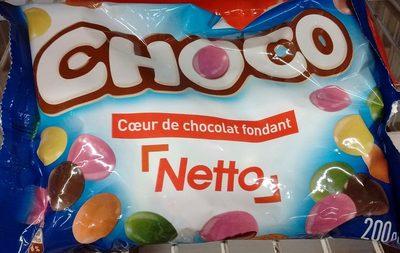 CHOCO
Cœur de chocolat fondant
Netto
200g